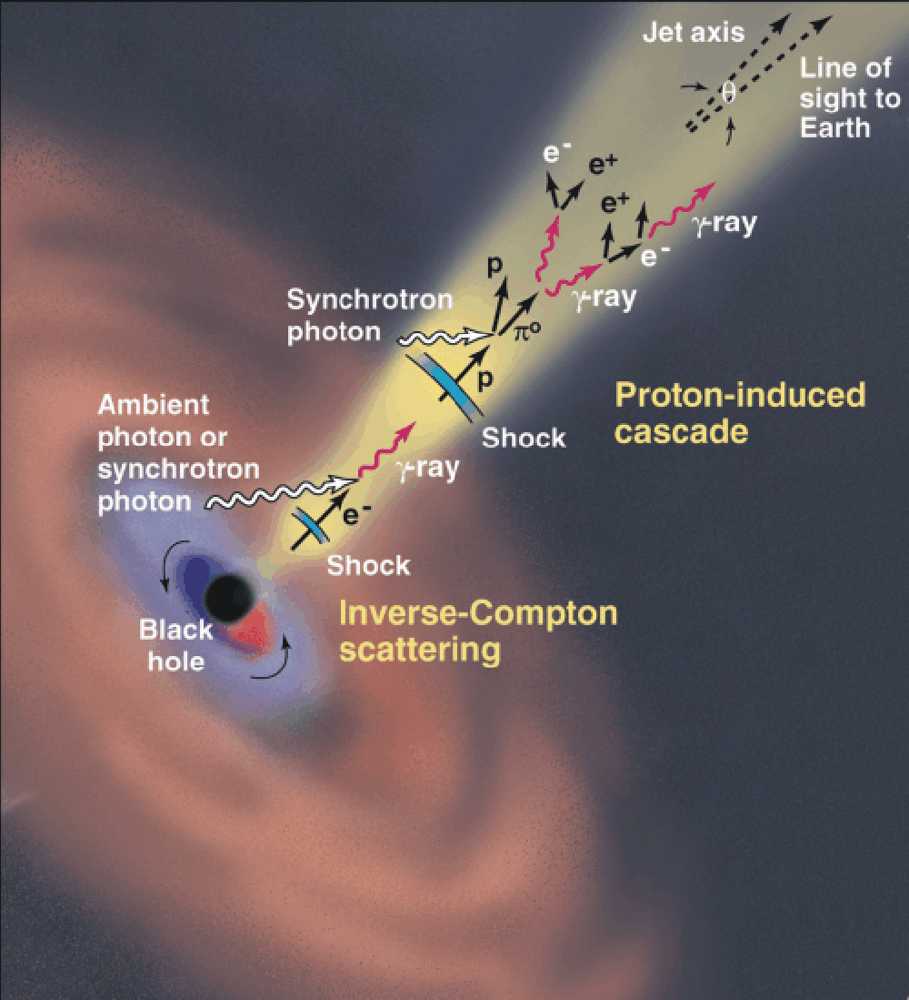 Jet axis
Line of
sight to
Earth
θ
e-
e+
e+
e-
γ-ray
p
γ-ray
π⁰
Synchrotron
photon
p
Proton-induced
cascade
Shock
Ambient
photon or
synchrotron
photon
γ-ray
e-
Shock
Inverse-Compton
scattering
Black
hole